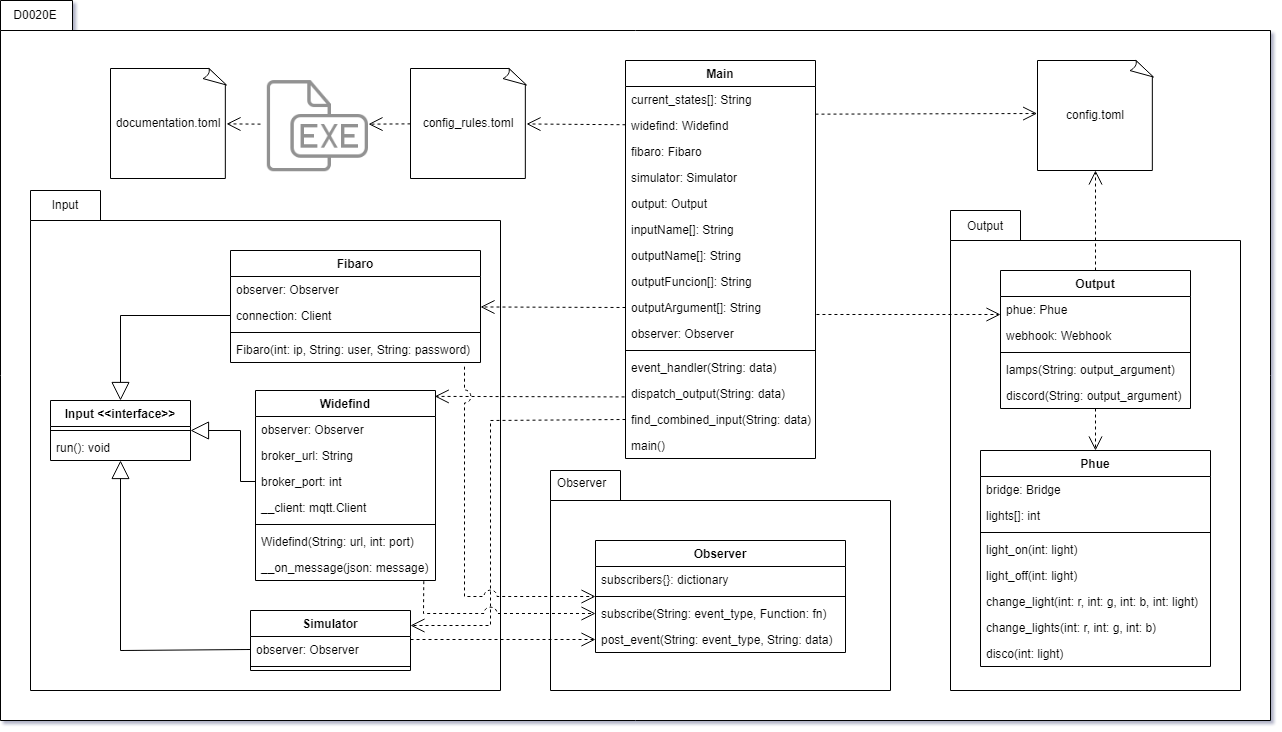 D0020E
documentation.toml
EXE
config_rules.toml
Main
current_states[]: String
widefind: Widefind
fibaro: Fibaro
simulator: Simulator
output: Output
inputName[]: String
outputName[]: String
outputFuncion[]: String
outputArgument[]: String
observer: Observer
event_handler(String: data)
dispatch_output(String: data)
find_combined_input(String: data)
main()
config.toml
Input
Fibaro
observer: Observer
connection: Client
Fibaro(int: ip, String: user, String: password)
Input <<interface>>
run(): void
Widefind
observer: Observer
broker_url: String
broker_port: int
__client: mqtt.Client
Widefind(String: url, int: port)
__on_message(json: message)
Simulator
observer: Observer
Observer
Observer
subscribers{}: dictionary
subscribe(String: event_type, Function: fn)
post_event(String: event_type, String: data)
Output
Output
phue: Phue
webhook: Webhook
lamps(String: output_argument)
discord(String: output_argument)
Phue
bridge: Bridge
lights[]: int
light_on(int: light)
light_off(int: light)
change_light(int: r, int: g, int: b, int: light)
change_lights(int: r, int: g, int: b)
disco(int: light)